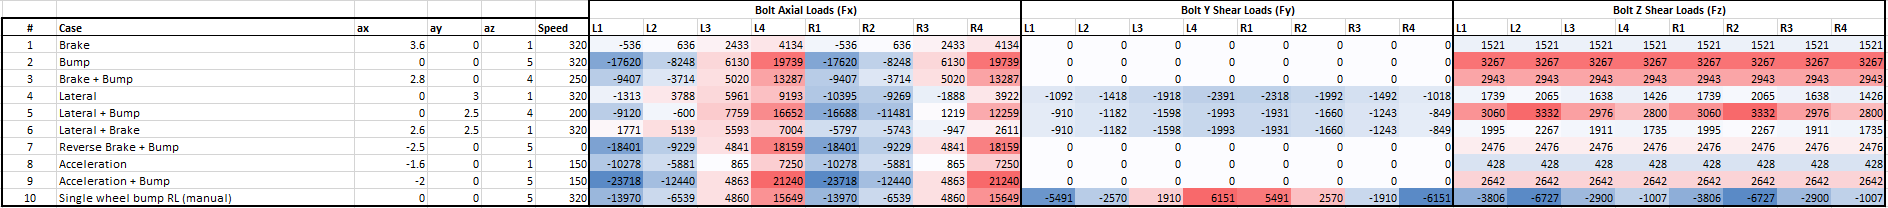 Bolt Axial Loads (Fx) Bolt Y Shear Loads (Fy) Bolt Z Shear Loads (Fz)
# Case ax ay az Speed L1 L2 L3 L4 R1 R2 R3 R4 L1 L2 L3 L4 R1 R2 R3 R4 L1 L2 L3 L4 R1 R2 R3 R4
1 Brake 3.6 0 1 320 -536 636 2433 4134 -536 636 2433 4134 0 0 0 0 0 0 0 0 1521 1521 1521 1521 1521 1521 1521 1521
2 Bump 0 0 5 320 -17620 -8248 6130 19739 -17620 -8248 6130 19739 0 0 0 0 0 0 0 0 3267 3267 3267 3267 3267 3267 3267 3267
3 Brake + Bump 2.8 0 4 250 -9407 -3714 5020 13287 -9407 -3714 5020 13287 0 0 0 0 0 0 0 0 2943 2943 2943 2943 2943 2943 2943 2943
4 Lateral 0 3 1 320 -1313 3788 5961 9193 -10395 -9269 -1888 3922 -1092 -1418 -1918 -2391 -2318 -1992 -1492 -1018 1739 2065 1638 1426 1739 2065 1638 1426
5 Lateral + Bump 0 2.5 4 200 -9120 -600 7759 16652 -16688 -11481 1219 12259 -910 -1182 -1598 -1993 -1931 -1660 -1243 -849 3060 3332 2976 2800 3060 3332 2976 2800
6 Lateral + Brake 2.6 2.5 1 320 1771 5139 5593 7004 -5797 -5743 -947 2611 -910 -1182 -1598 -1993 -1931 -1660 -1243 -849 1995 2267 1911 1735 1995 2267 1911 1735
7 Reverse Brake + Bump -2.5 0 5 0 -18401 -9229 4841 18159 -18401 -9229 4841 18159 0 0 0 0 0 0 0 0 2476 2476 2476 2476 2476 2476 2476 2476
8 Acceleration -1.6 0 1 150 -10278 -5881 865 7250 -10278 -5881 865 7250 0 0 0 0 0 0 0 0 428 428 428 428 428 428 428 428
9 Acceleration + Bump -2 0 5 150 -23718 -12440 4863 21240 -23718 -12440 4863 21240 0 0 0 0 0 0 0 0 2642 2642 2642 2642 2642 2642 2642 2642
10 Single wheel bump RL (manual) 0 0 5 320 -13970 -6539 4860 15649 -13970 -6539 4860 15649 -5491 -2570 1910 6151 5491 2570 -1910 -6151 -3806 -6727 -2900 -1007 -3806 -6727 -2900 -1007